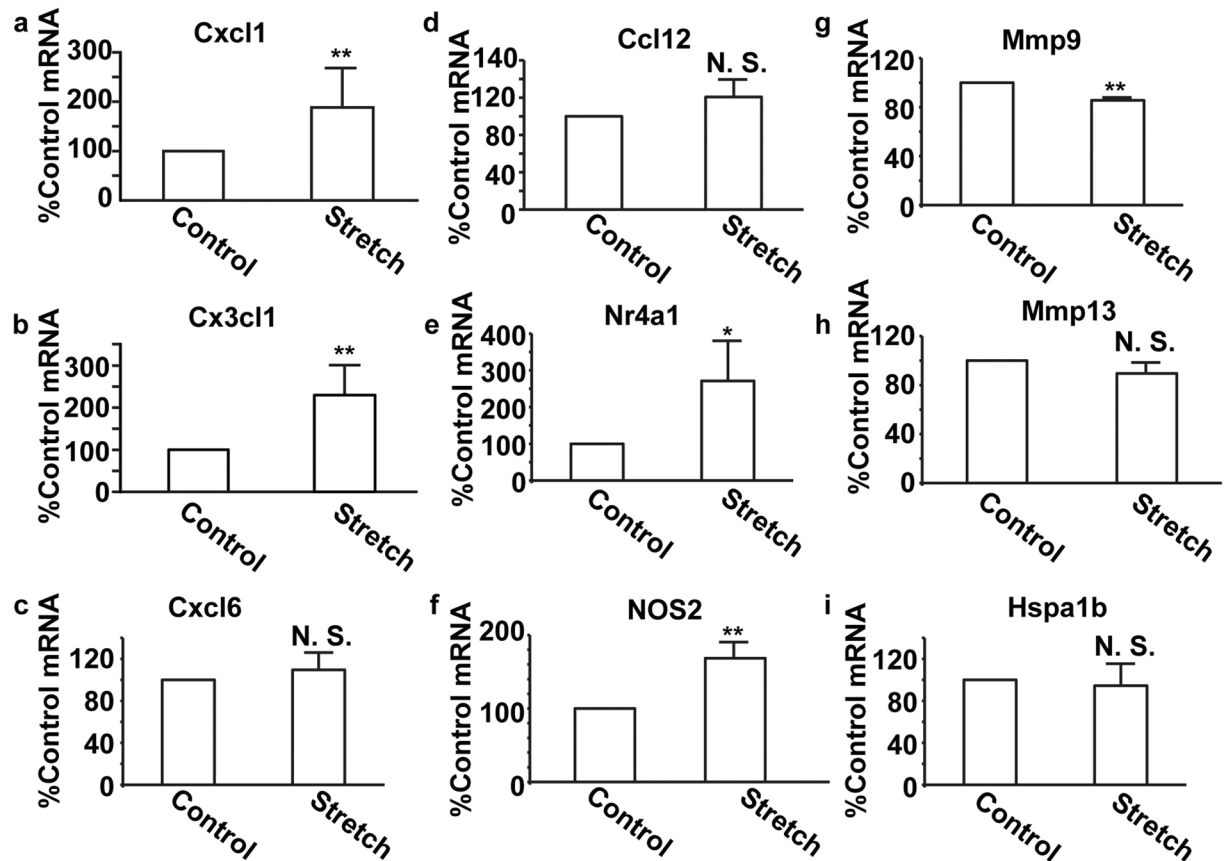 a
Cxcl1
%Control mRNA
300
200
100
0
**
Control
Stretch
d
Ccl12
%Control mRNA
140
120
80
40
0
N. S.
Control
Stretch
g
Mmp9
%Control mRNA
120
80
40
0
**
Control
Stretch
b
Cx3cl1
%Control mRNA
300
200
100
0
**
Control
Stretch
e
Nr4a1
%Control mRNA
400
300
200
100
0
*
Control
Stretch
h
Mmp13
%Control mRNA
120
80
40
0
N. S.
Control
Stretch
c
Cxcl6
%Control mRNA
120
80
40
0
N. S.
Control
Stretch
f
NOS2
%Control mRNA
200
100
0
**
Control
Stretch
i
Hspa1b
%Control mRNA
120
80
40
0
N. S.
Control
Stretch